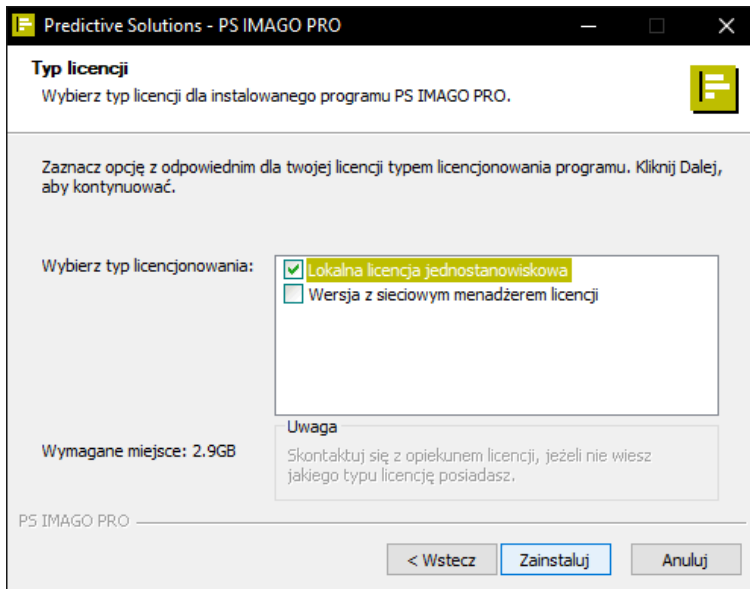 Predictive Solutions - PS IMAGO PRO
Typ licencji
Wybierz typ licencji dla instalowanego programu PS IMAGO PRO.
Zaznacz opcję z odpowiednim dla twojej licencji typem licencjonowania programu. Kliknij Dalej,
aby kontynuować.
Wybierz typ licencjonowania:
Lokalna licencja jednostanowiskowa
Wersja z sieciowym menadżerem licencji
Wymagane miejsce: 2.9GB
Uwaga
Skontaktuj się z opiekunem licencji, jeżeli nie wiesz
jakiego typu licencję posiadasz.
PS IMAGO PRO
< Wstecz
Zainstaluj
Anuluj